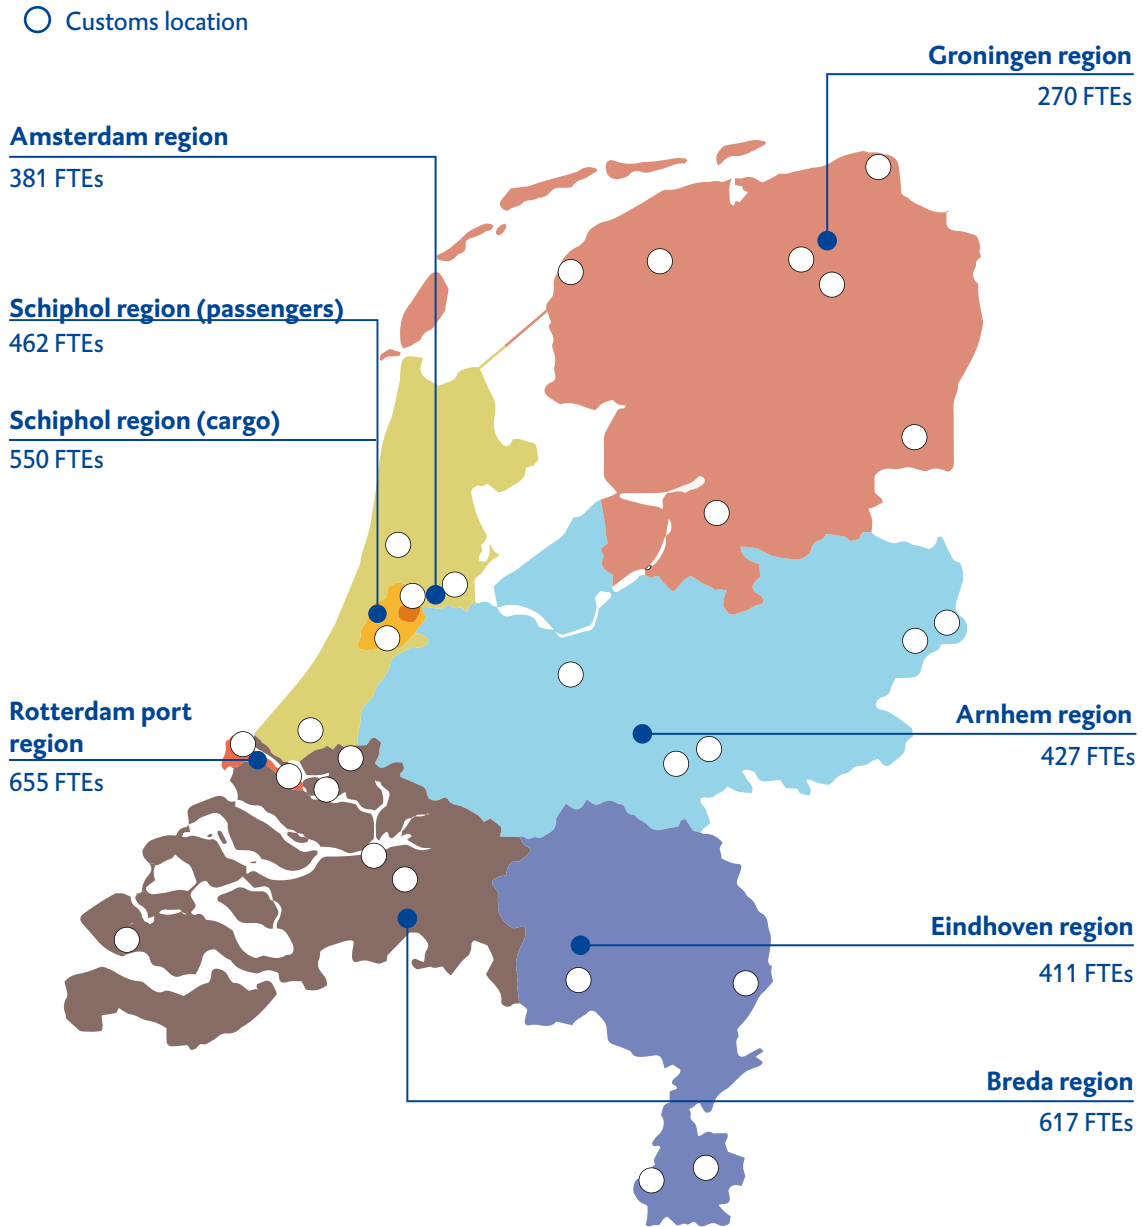 Customs location
Groningen region
270 FTEs
Amsterdam region
381 FTEs
Schiphol region (passengers)
462 FTEs
Schiphol region (cargo)
550 FTEs
Rotterdam port
region
655 FTEs
Arnhem region
427 FTEs
Eindhoven region
411 FTEs
Breda region
617 FTEs